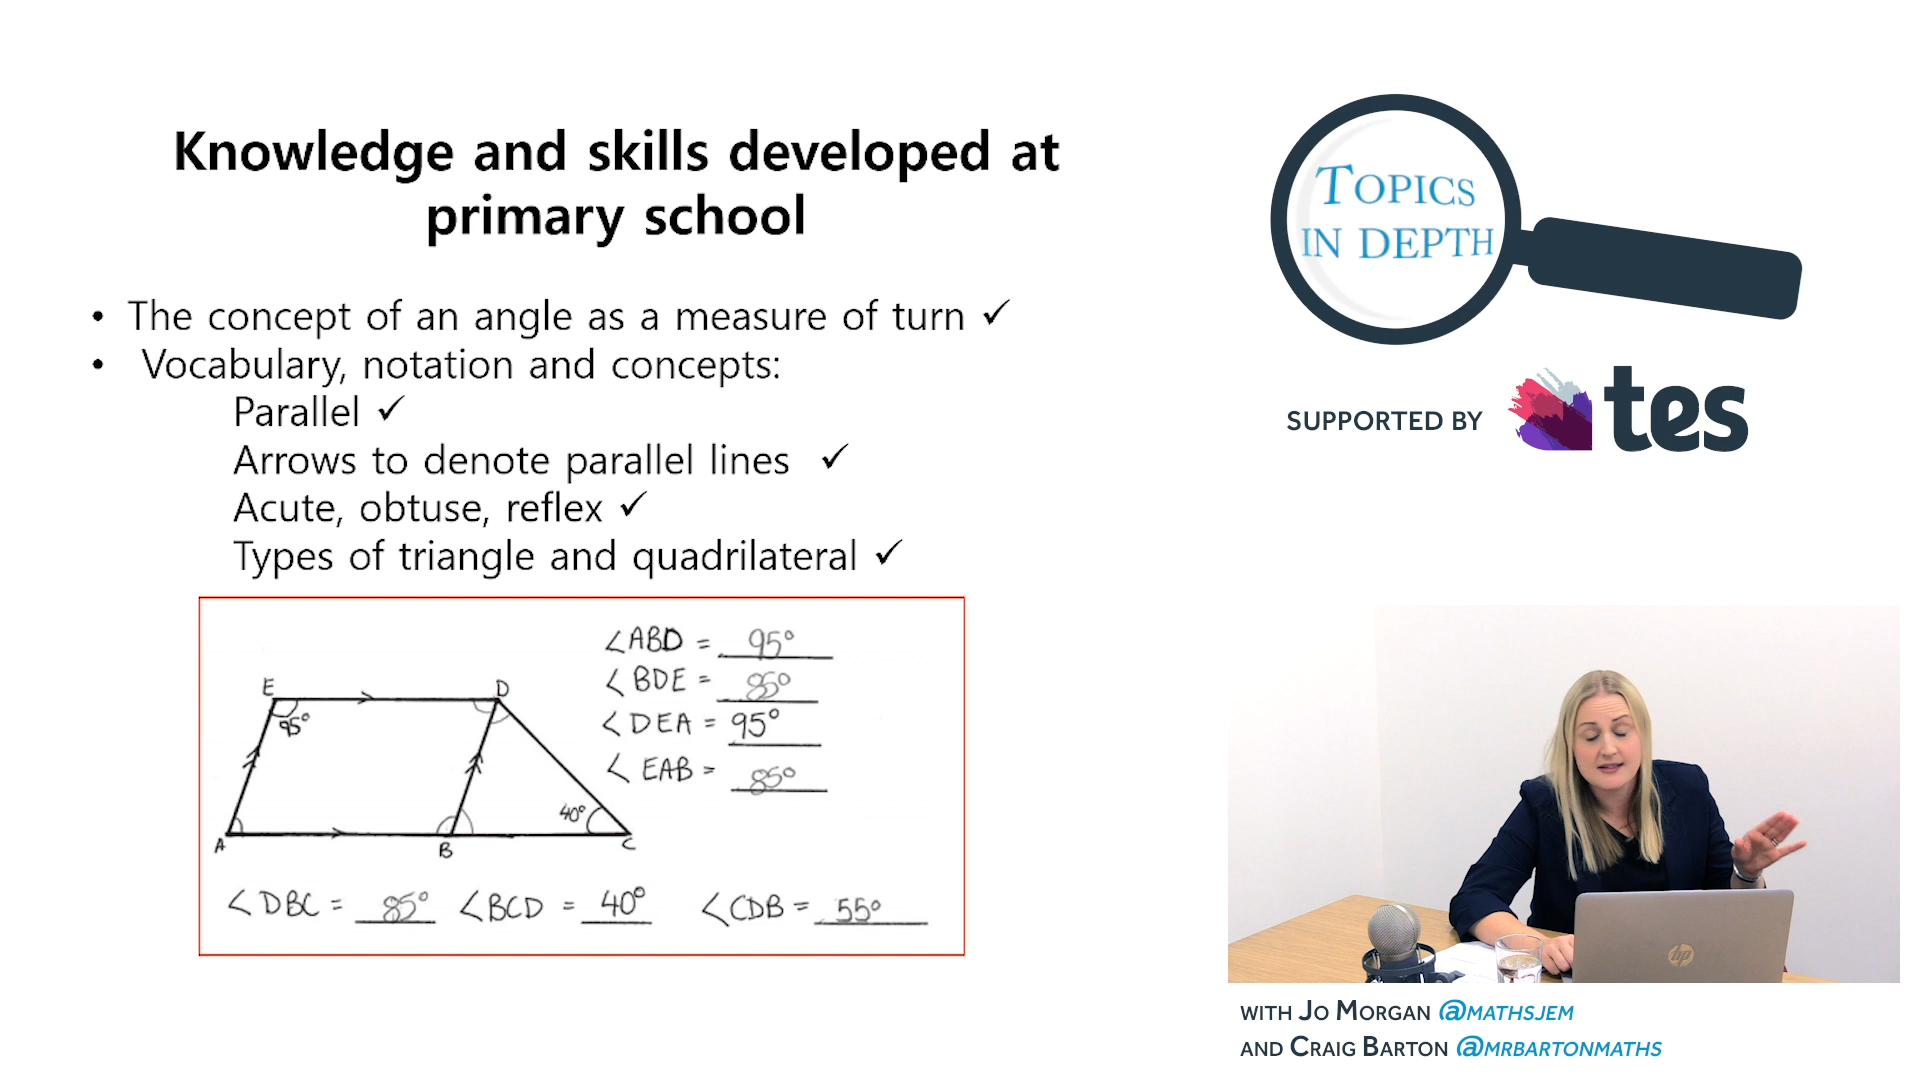 Knowledge and skills developed at
primary school
• The concept of an angle as a measure of turn ✓
• Vocabulary, notation and concepts:
Parallel ✓
Arrows to denote parallel lines ✓
Acute, obtuse, reflex ✓
Types of triangle and quadrilateral ✓
E
D
95°
40°
A
B
C
∠ABD = 95°
∠BDE = 85°
∠DEA = 95°
∠EAB = 85°
∠DBC = 85° ∠BCD = 40° ∠CDB = 55°
TOPICS
IN DEPTH
SUPPORTED BY tes
hp
WITH JO MORGAN @MATHSJEM
AND CRAIG BARTON @MRBARTONMATHS